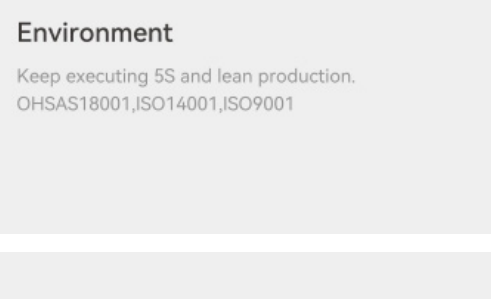 Environment
Keep executing 5S and lean production.
OHSAS18001,ISO14001,ISO9001